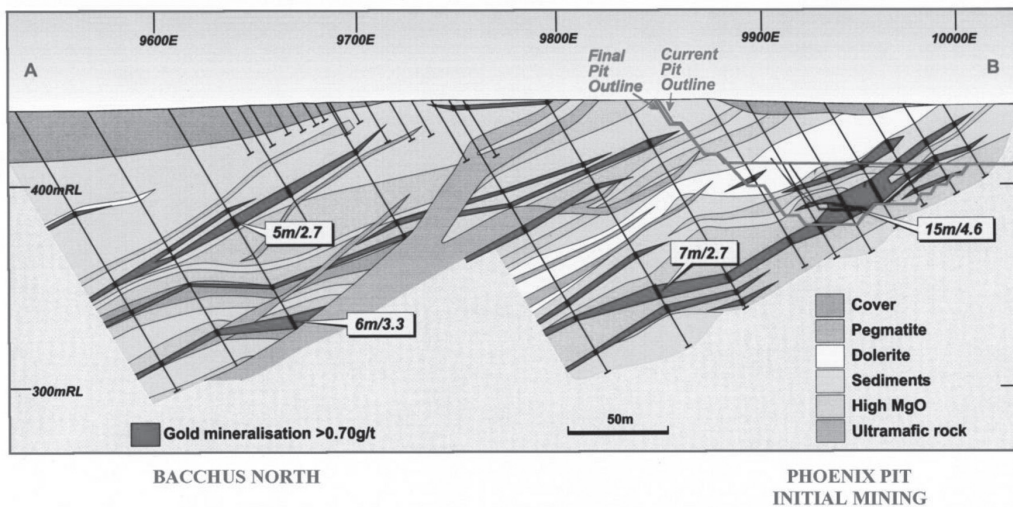 9600E
9700E
9800E
9900E
10000E
A
Final
Pit
Outline
Current
Pit
Outline
B
400mRL
5m/2.7
15m/4.6
7m/2.7
6m/3.3
Cover
Pegmatite
Dolerite
Sediments
High MgO
Ultramafic rock
300mRL
50m
Gold mineralisation >0.70g/t
BACCHUS NORTH
PHOENIX PIT
INITIAL MINING